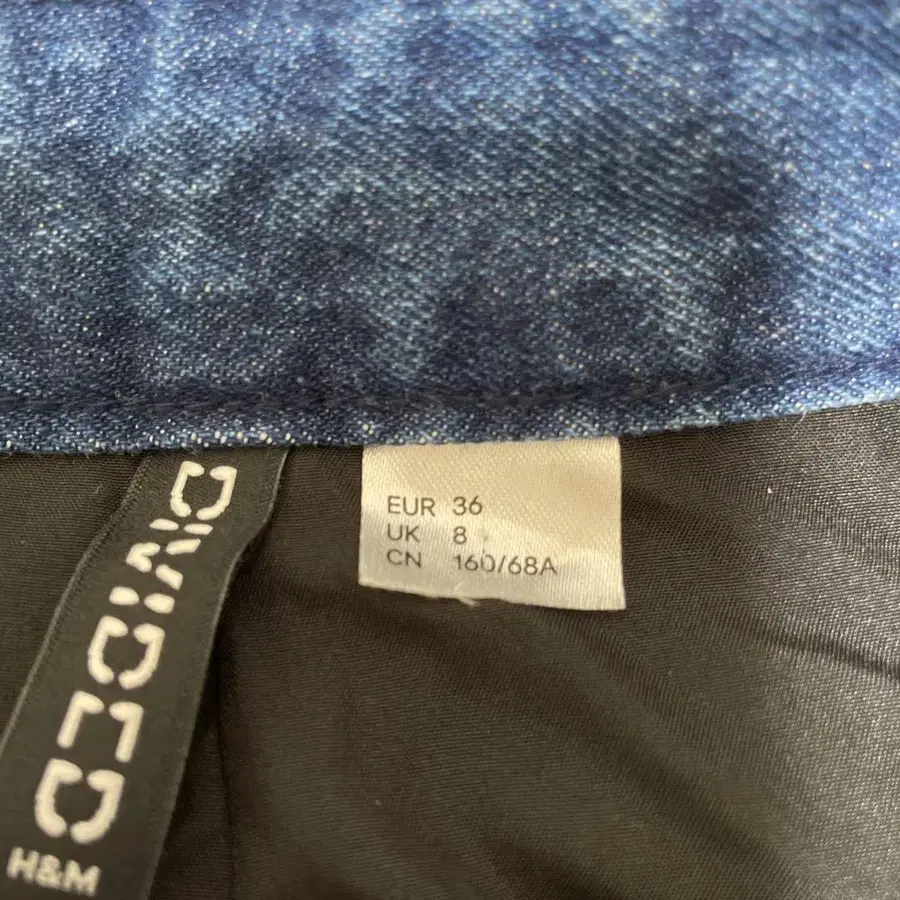 EUR 36
UK 8
CN 160/68A
DIVIDED
H&M